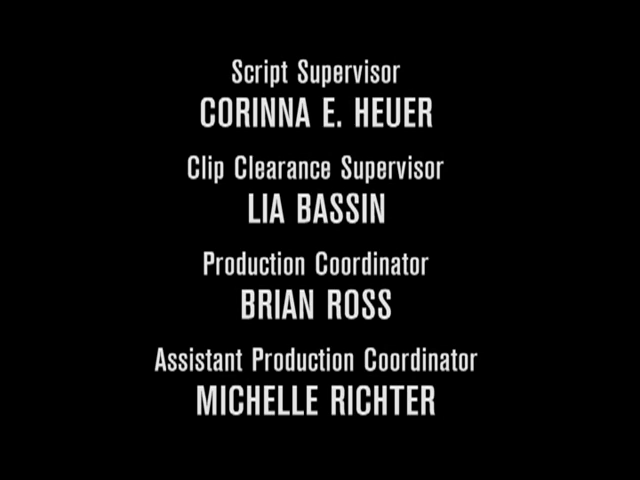 Script Supervisor
CORINNA E. HEUER
Clip Clearance Supervisor
LIA BASSIN
Production Coordinator
BRIAN ROSS
Assistant Production Coordinator
MICHELLE RICHTER